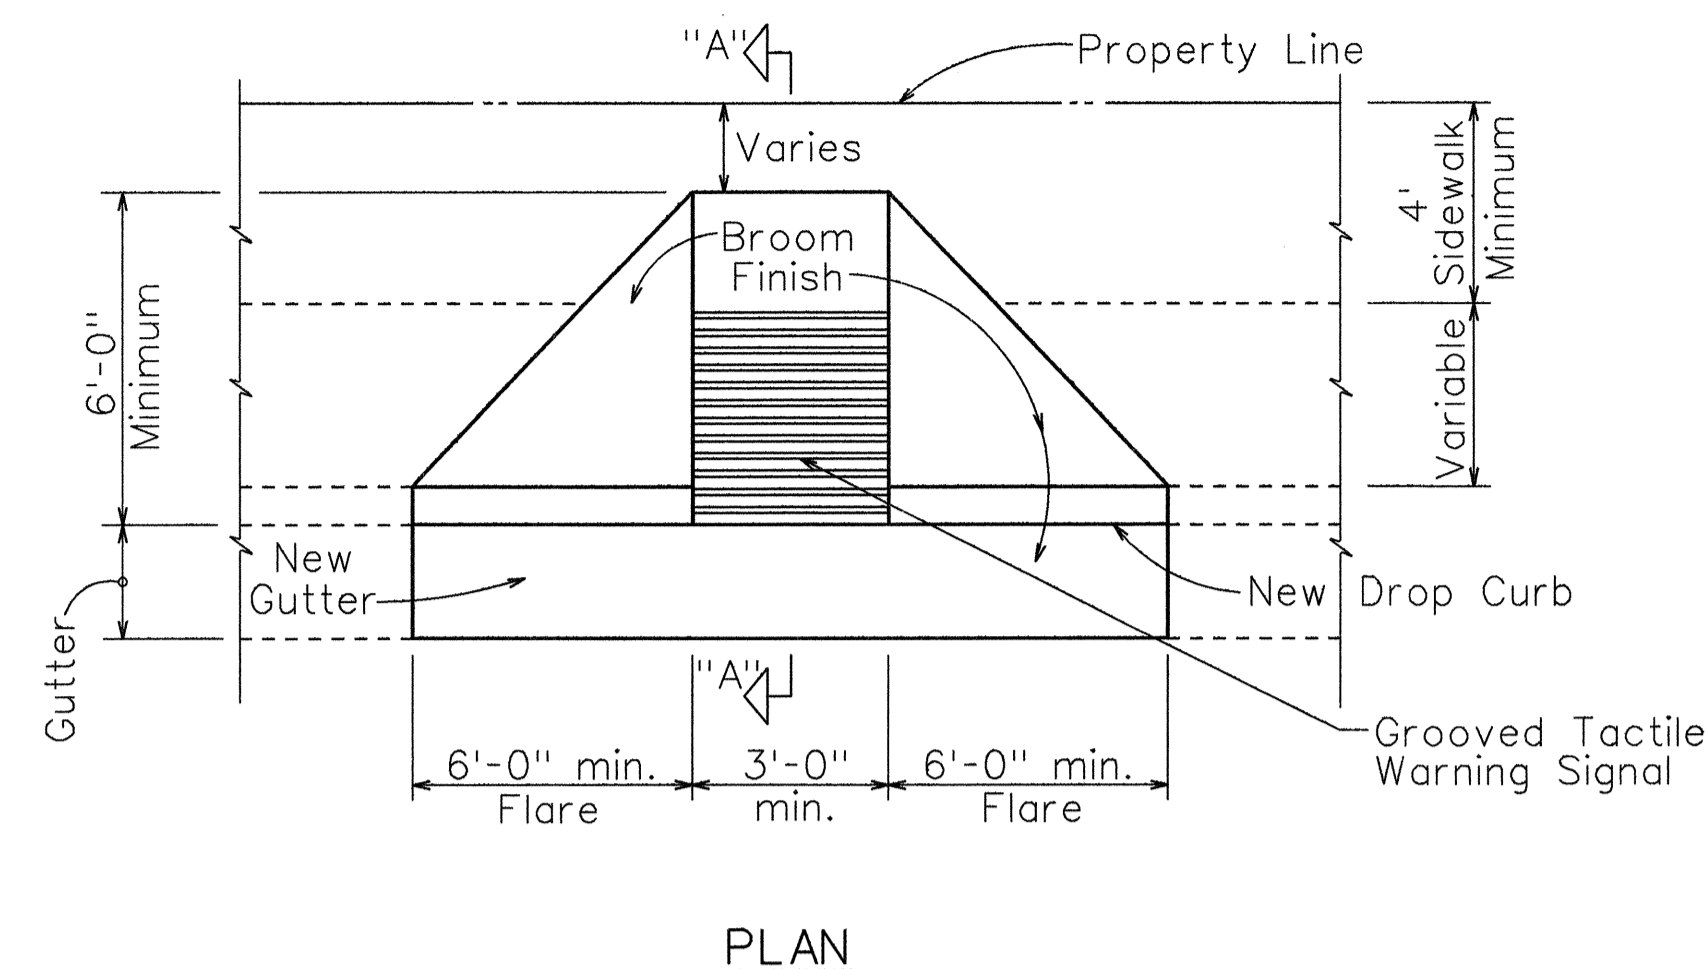 "A"
Property Line
Varies
4'
Sidewalk
Minimum
Broom
Finish
6'-0"
Minimum
Variable
New
Gutter
New Drop Curb
Gutter
"A"
Grooved Tactile
Warning Signal
6'-0" min.
Flare
3'-0"
min.
6'-0" min.
Flare
PLAN